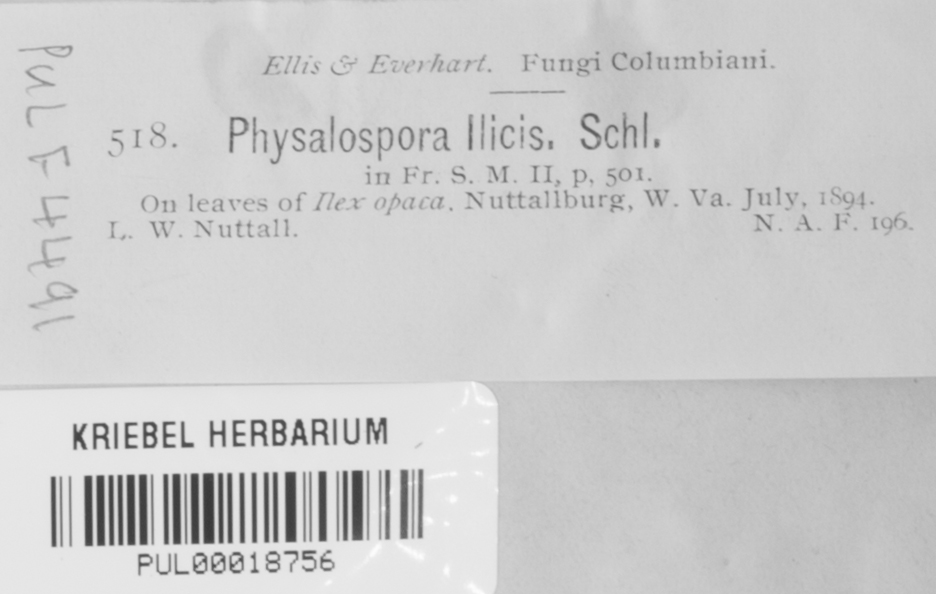 Ellis & Everhart. Fungi Columbiani.
518. Physalospora Ilicis. Schl.
in Fr. S. M. II, p, 501.
On leaves of Ilex opaca. Nuttallburg, W. Va. July, 1894.
L. W. Nuttall. N. A. F. 196.
PUL F 4491
KRIEBEL HERBARIUM
PUL00018756